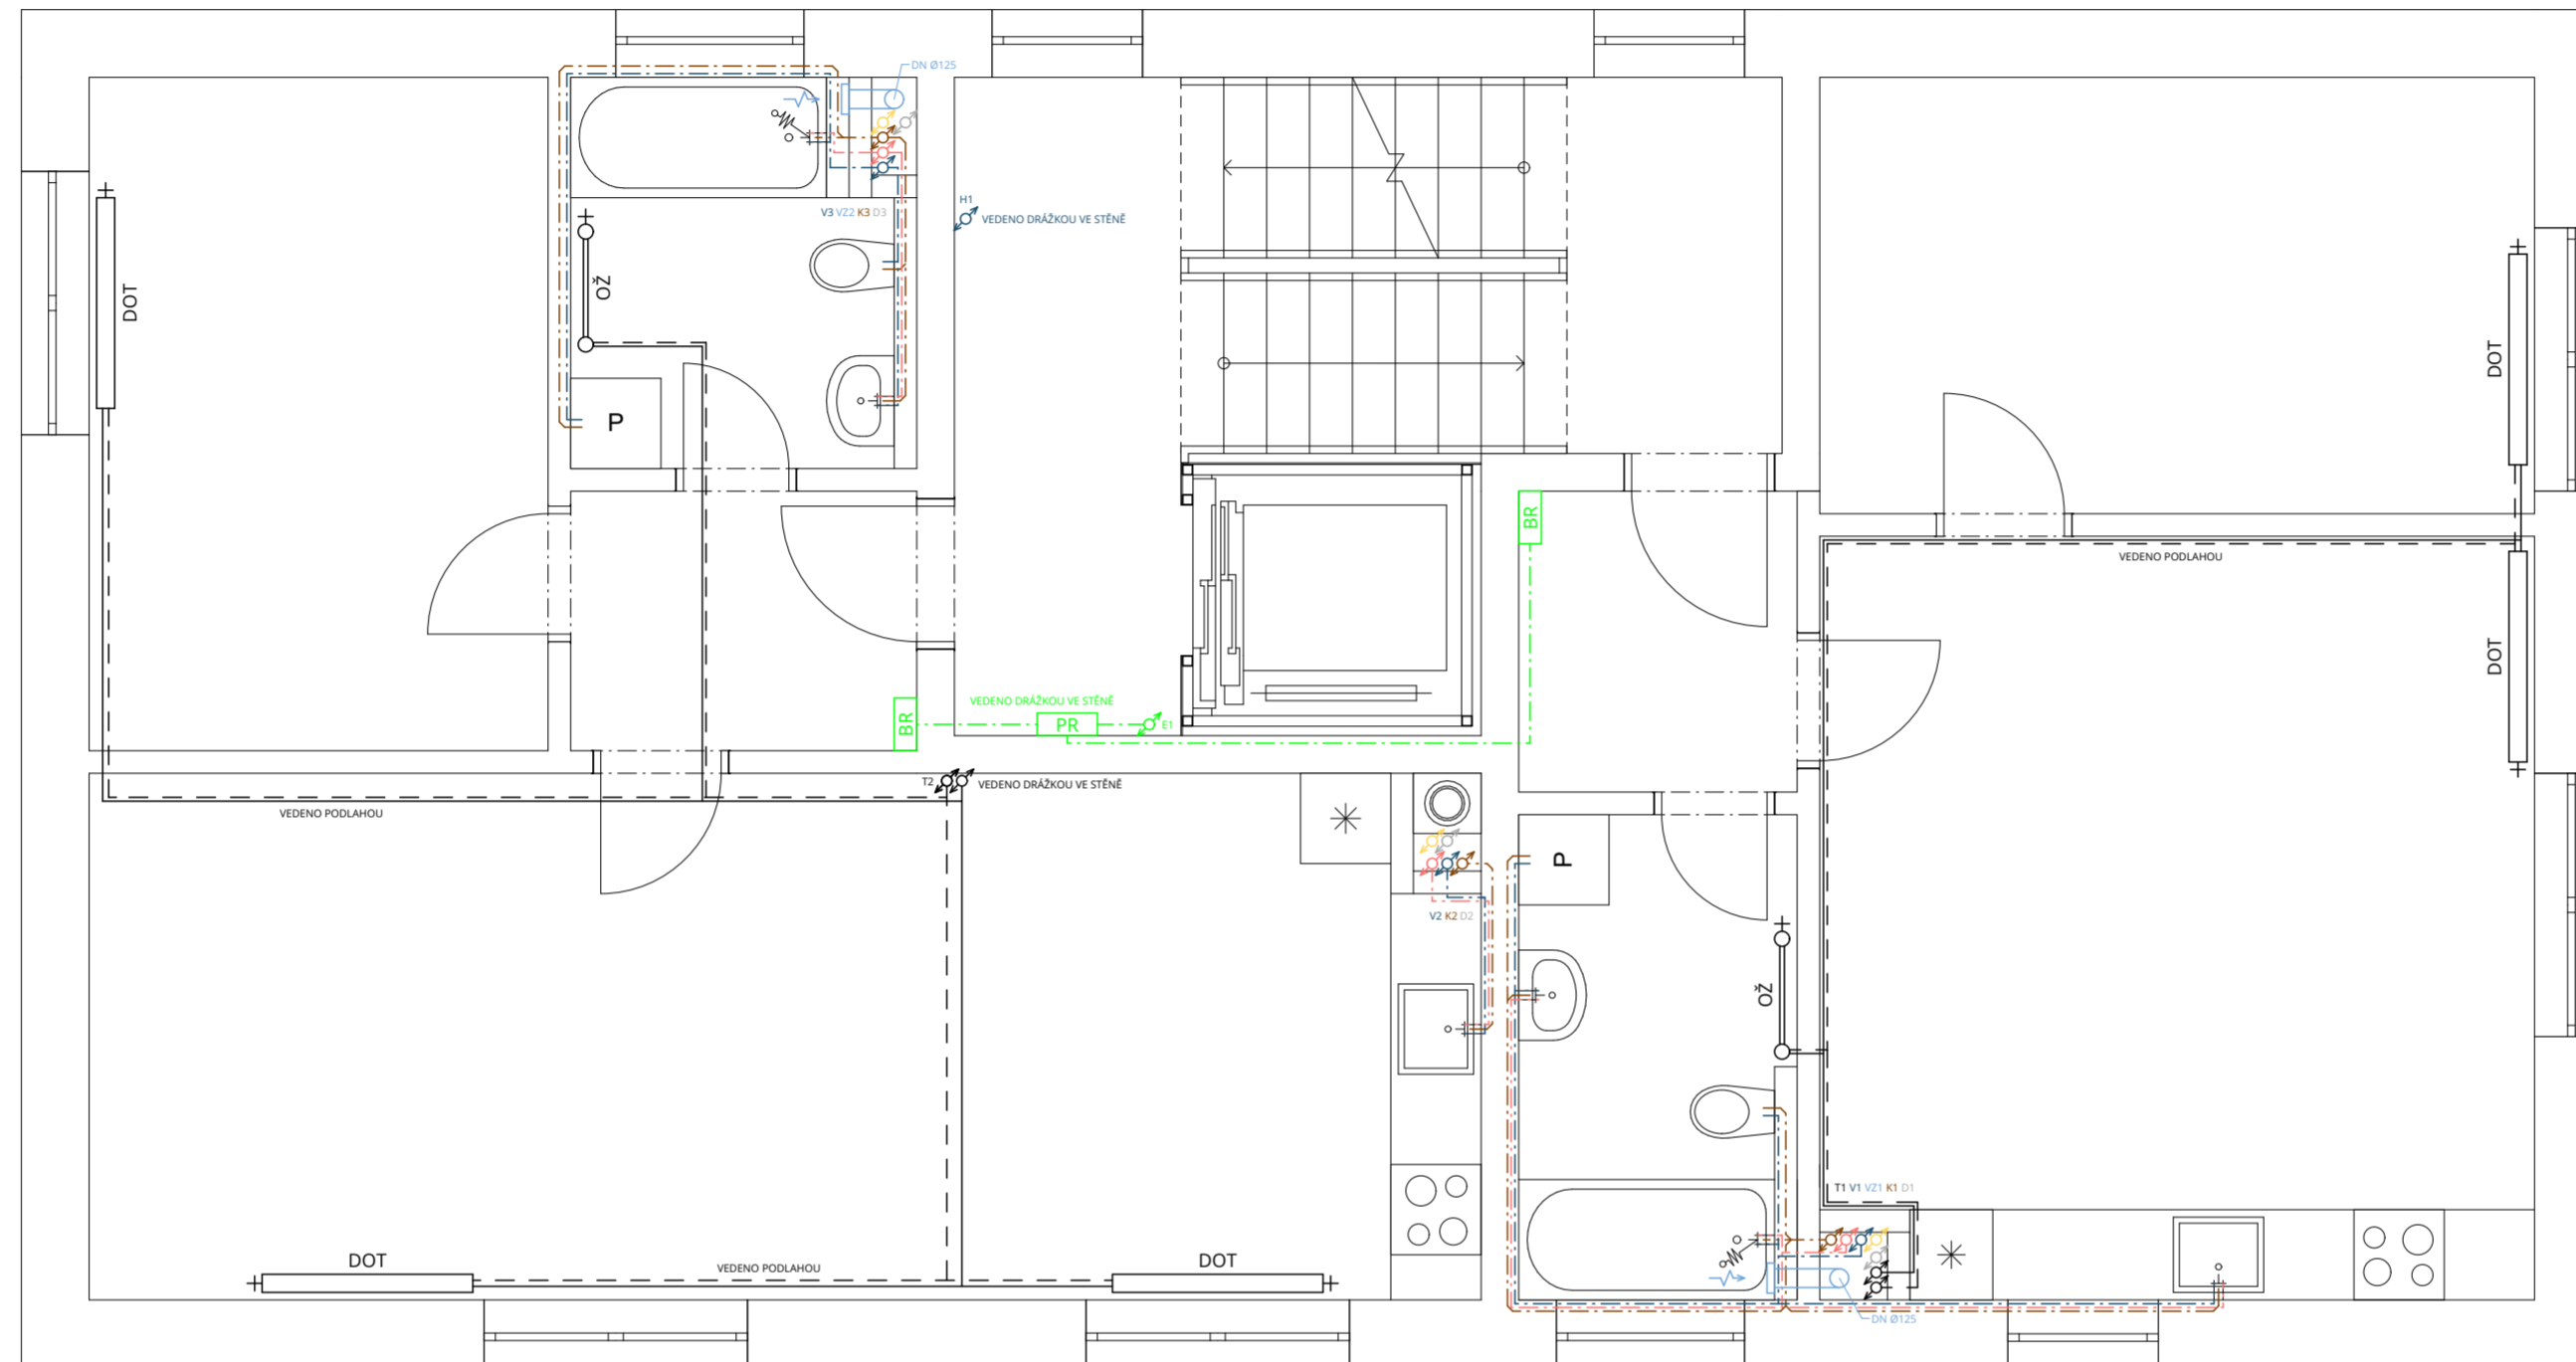 DN Ø125
H1
VEDENO DRÁŽKOU VE STĚNĚ
V3 VZ2 K3 D3
DOT
OŽ
DOT
P
BR
VEDENO PODLAHOU
DOT
VEDENO DRÁŽKOU VE STĚNĚ
BR
PR
E1
T2
VEDENO DRÁŽKOU VE STĚNĚ
VEDENO PODLAHOU
P
V2 K2 D2
OŽ
T1 V1 VZ1 K1 D1
DOT
VEDENO PODLAHOU
DOT
DN Ø125